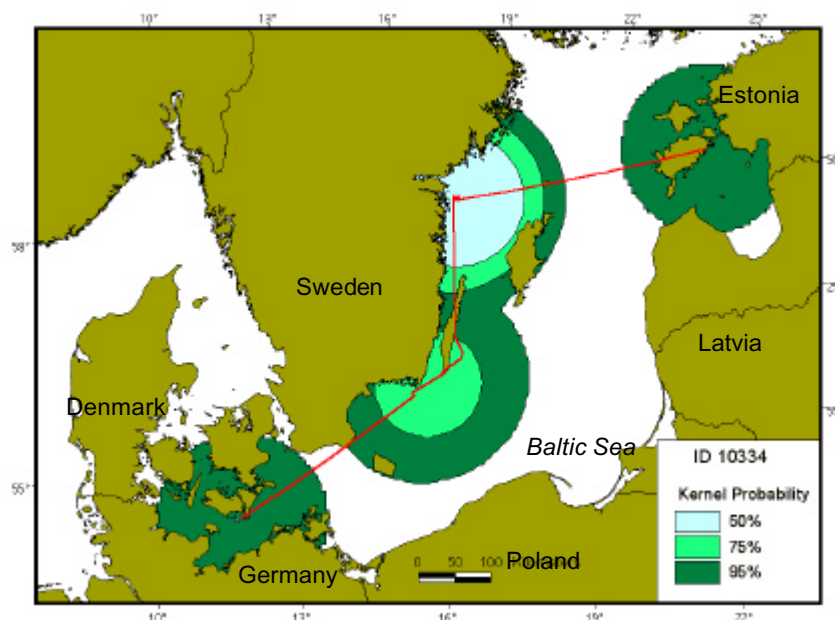 10° 13° 16° 19° 22° 25°
Estonia
58°
Sweden
Latvia
Denmark
Baltic Sea
ID 10334
55°
Kernel Probability
50%
75%
95%
0 50 100
Poland
Germany
10° 13° 16° 19° 22°